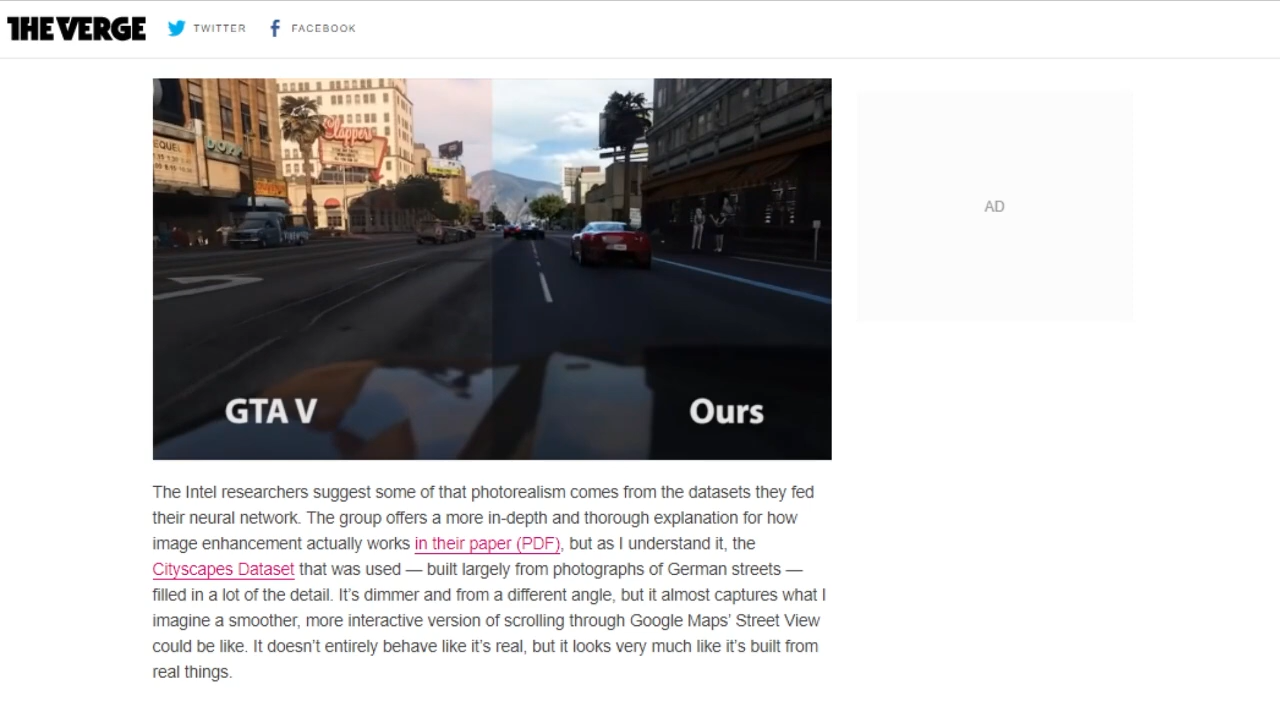 THE VERGE
TWITTER
FACEBOOK
Clappers
EQUEL
GTA V
Ours
AD
The Intel researchers suggest some of that photorealism comes from the datasets they fed
their neural network. The group offers a more in-depth and thorough explanation for how
image enhancement actually works in their paper (PDF), but as I understand it, the
Cityscapes Dataset that was used — built largely from photographs of German streets —
filled in a lot of the detail. It’s dimmer and from a different angle, but it almost captures what I
imagine a smoother, more interactive version of scrolling through Google Maps’ Street View
could be like. It doesn’t entirely behave like it’s real, but it looks very much like it’s built from
real things.